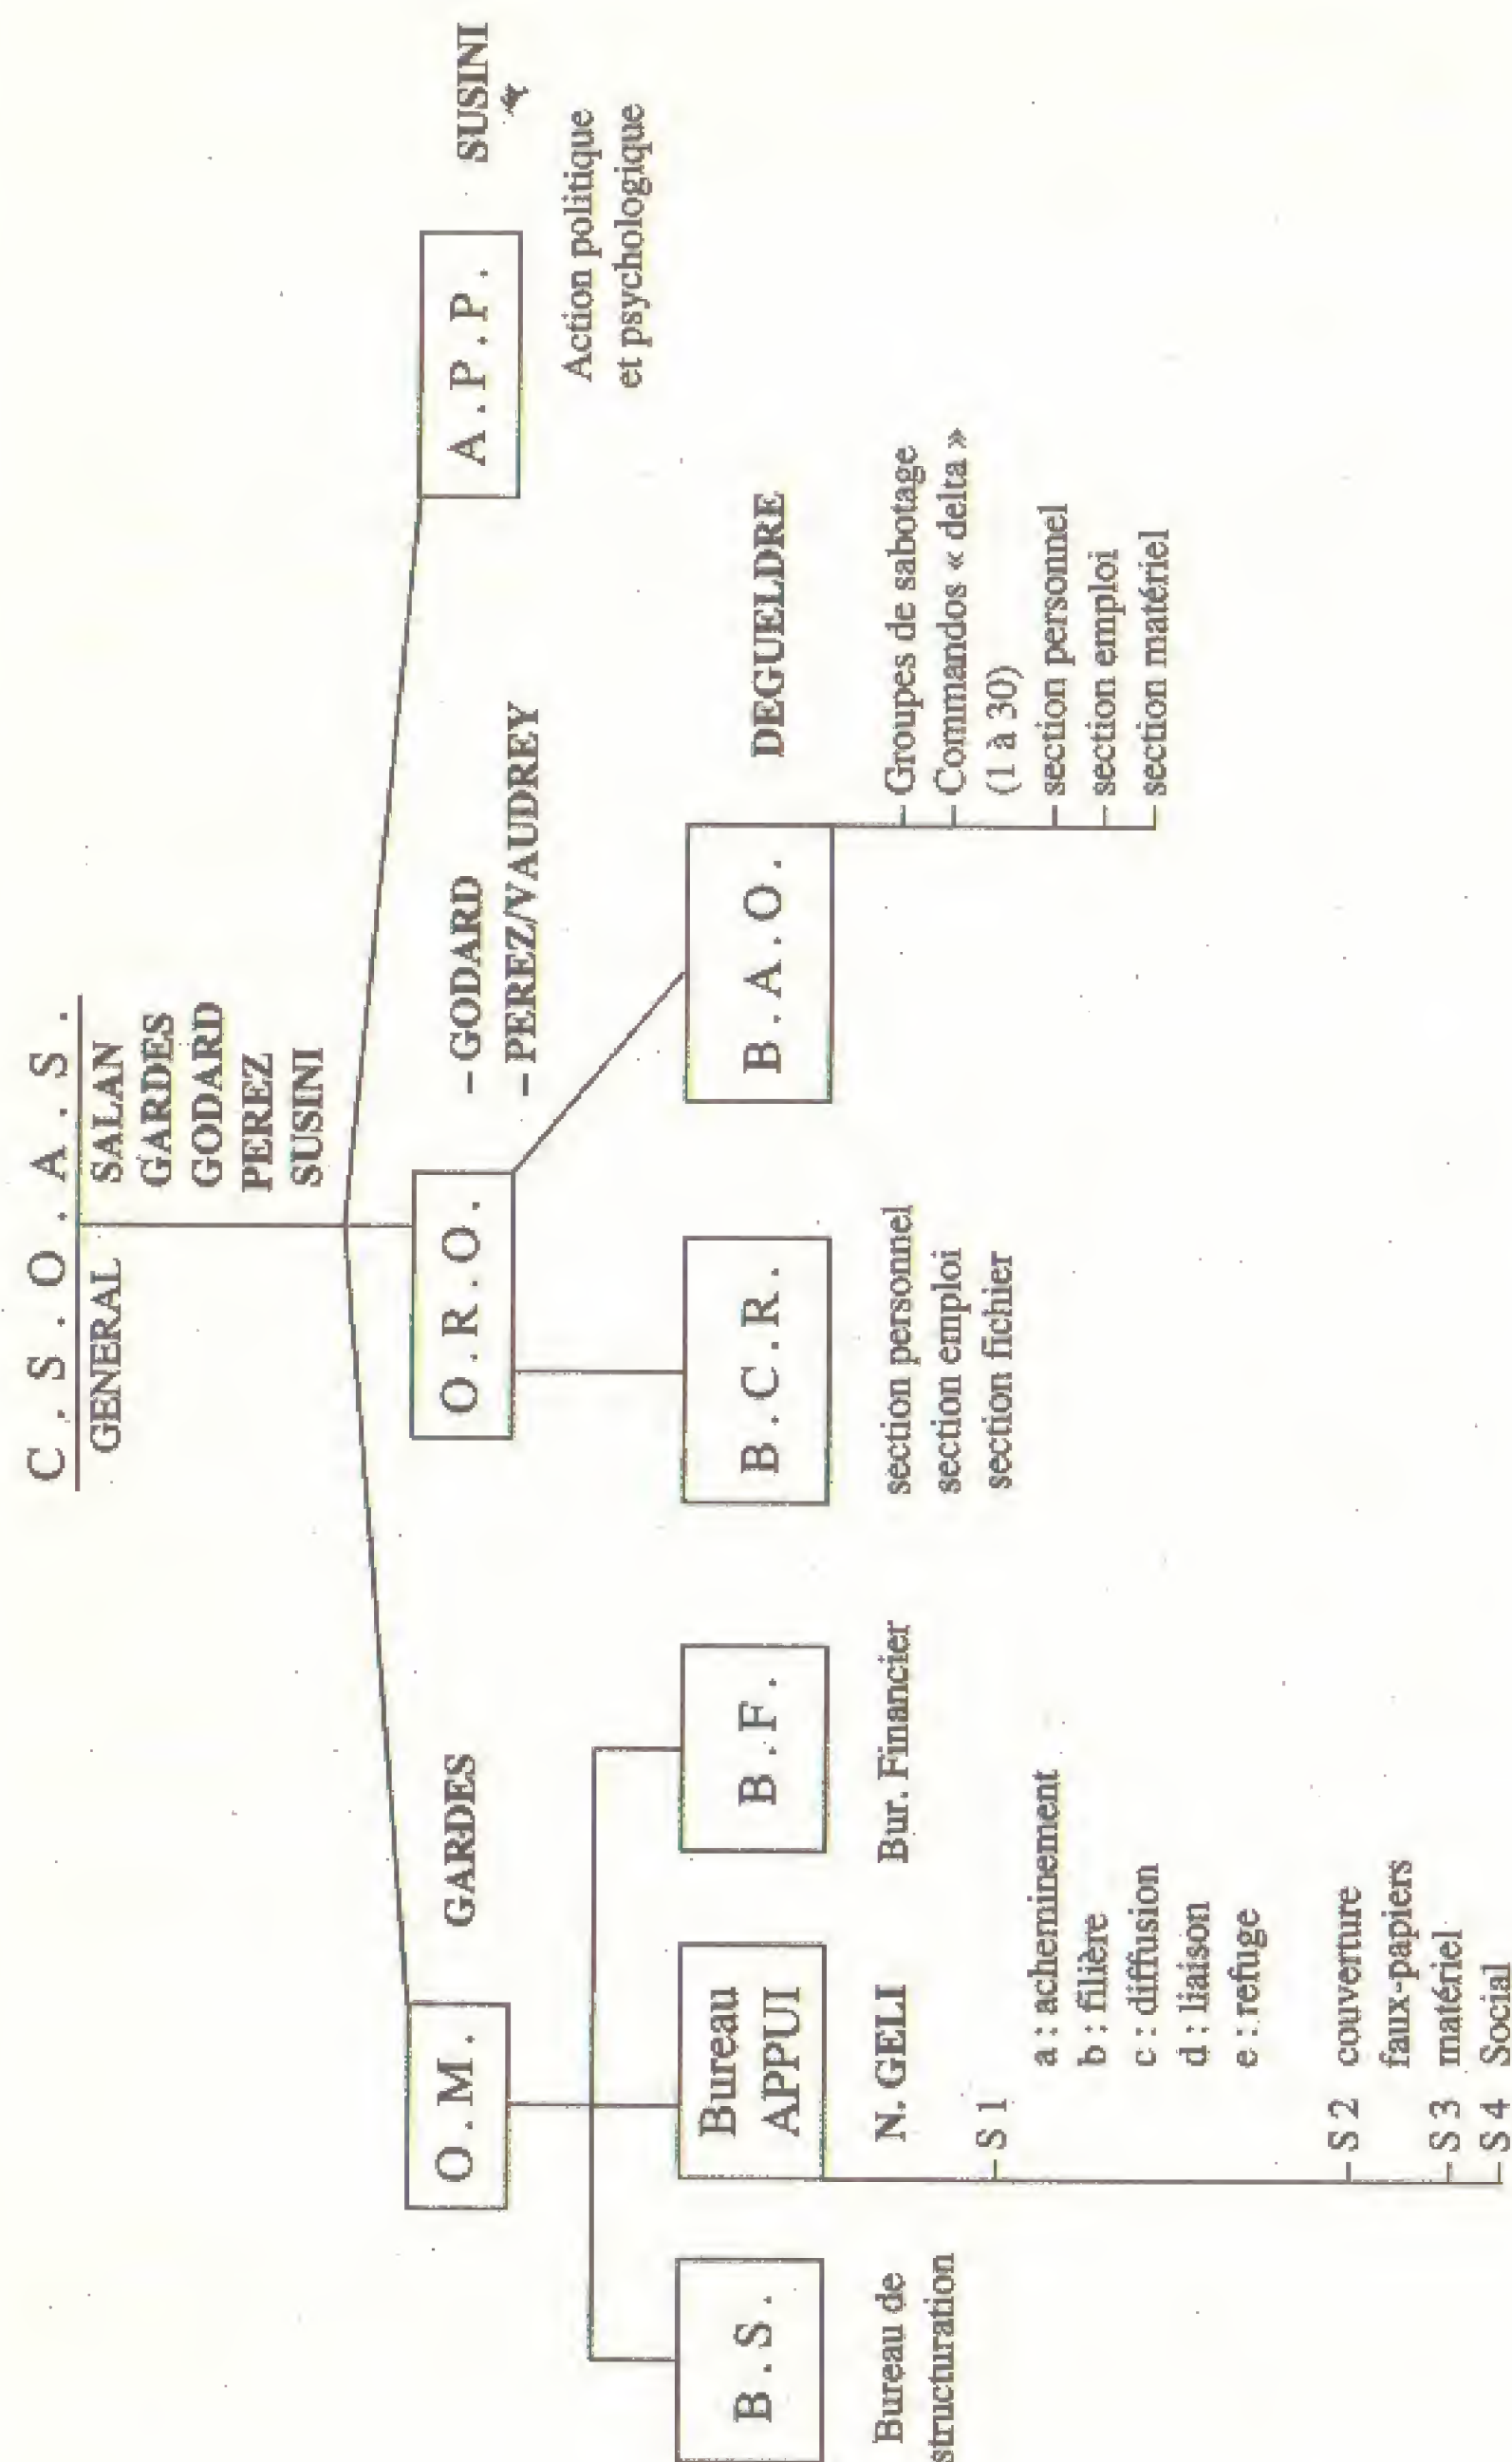 C . S . O . A . S .
GENERAL SALAN
GARDES
GODARD
PEREZ
SUSINI
O . M .
GARDES
O . R . O .
– GODARD
– PEREZ/VAUDREY
A . P . P .
SUSINI
Action politique
et psychologique
B . S .
Bureau de
structuration
Bureau
APPUI
N. GELI
S 1
a : acheminement
b : filière
c : diffusion
d : liaison
e : refuge
S 2 couverture
faux-papiers
S 3 matériel
S 4 Social
B . F .
Bur. Financier
B . C . R .
section personnel
section emploi
section fichier
B . A . O .
DEGUELDRE
Groupes de sabotage
Commandos « delta »
(1 à 30)
section personnel
section emploi
section matériel